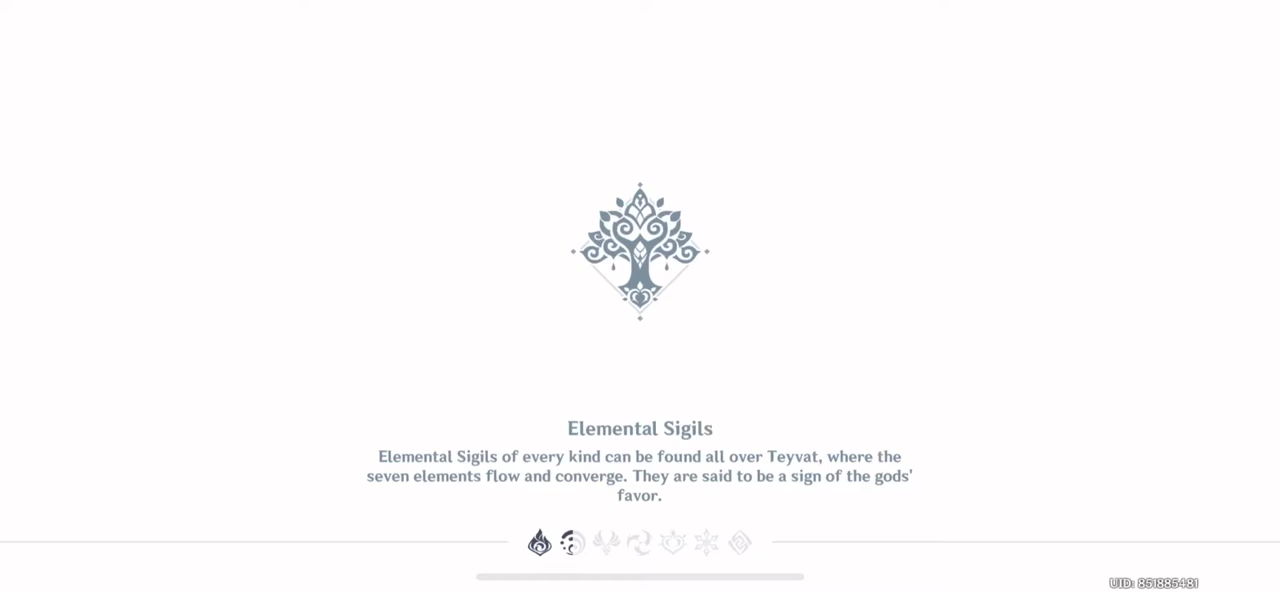 Elemental Sigils
Elemental Sigils of every kind can be found all over Teyvat, where the
seven elements flow and converge. They are said to be a sign of the gods'
favor.
UID: 851885481